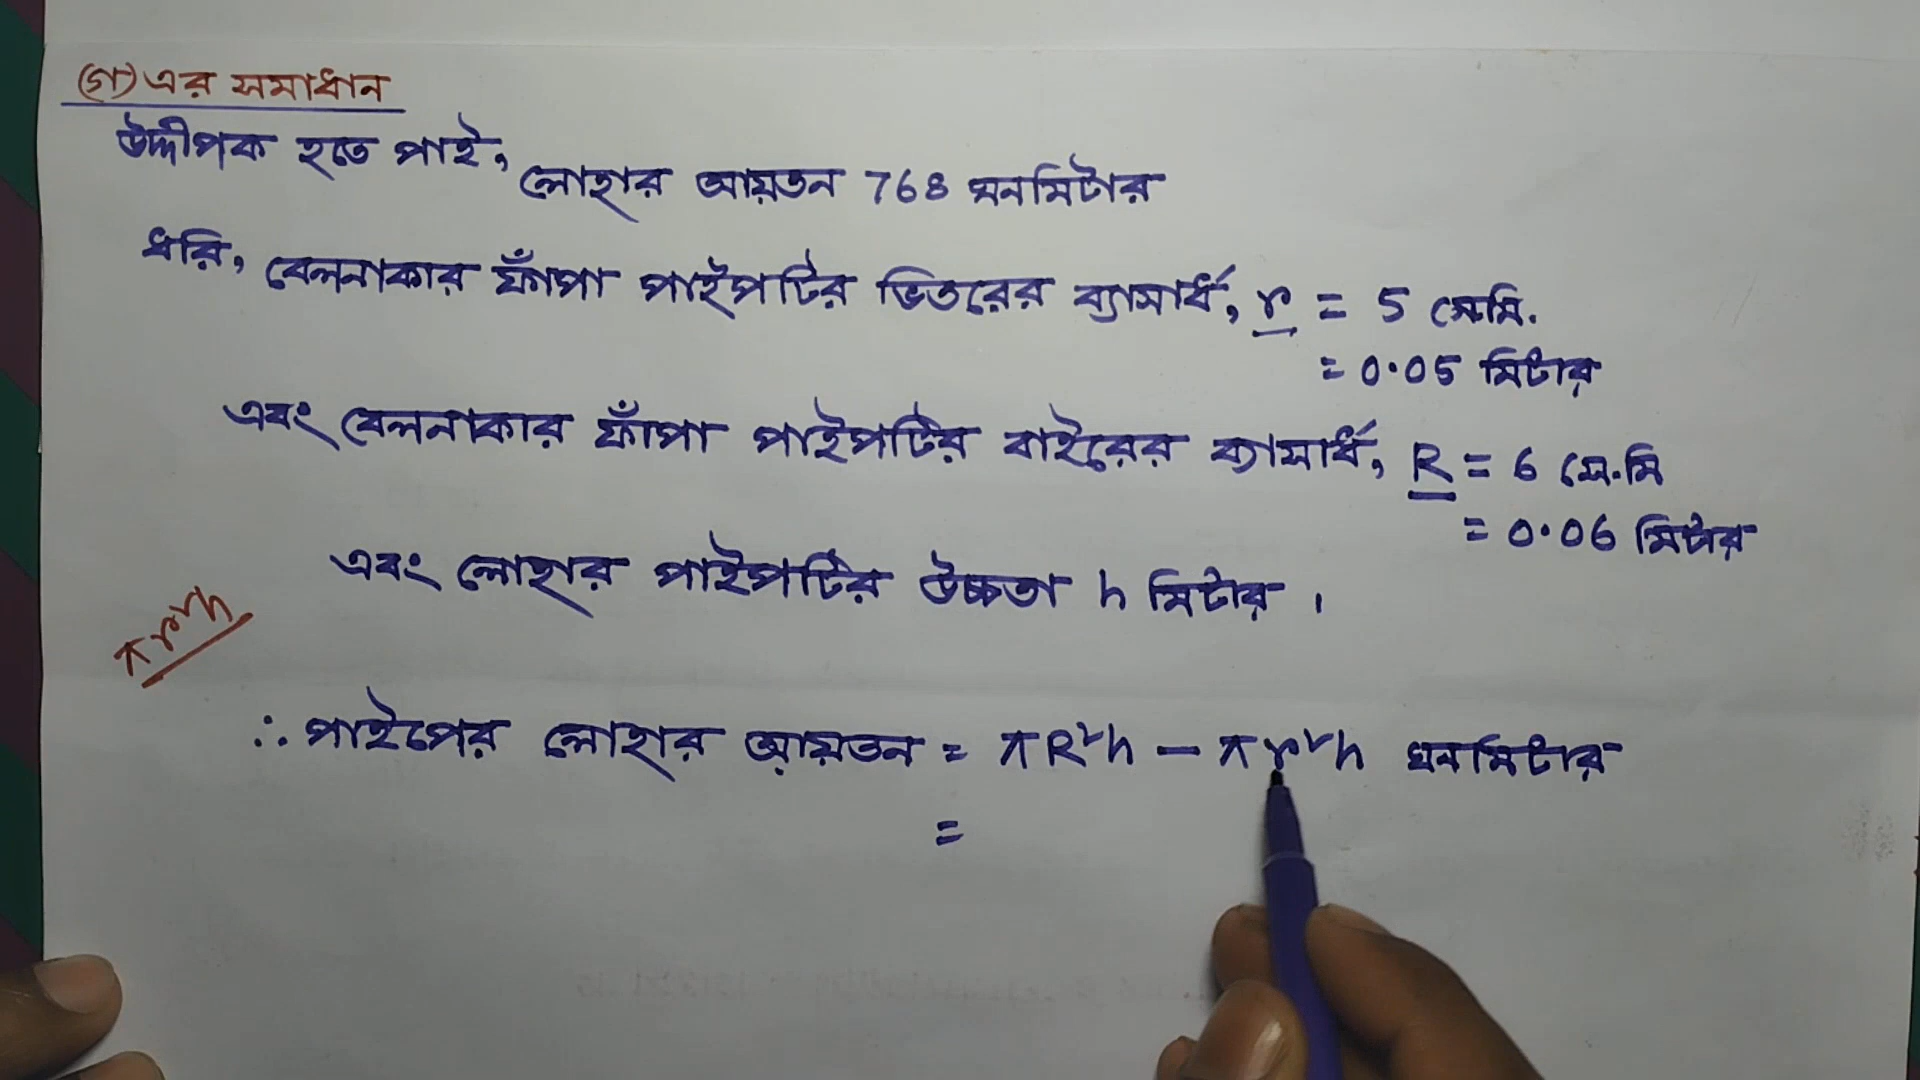 (গ) এর সমাধান
উদ্দীপক হতে পাই, লোহার আয়তন 768 ঘনমিটার
ধরি, বেলনাকার ফাঁপা পাইপটির ভিতরের ব্যাসার্ধ, r = 5 সে.মি.
= 0.05 মিটার
এবং বেলনাকার ফাঁপা পাইপটির বাইরের ব্যাসার্ধ, R = 6 সে.মি
= 0.06 মিটার
এবং লোহার পাইপটির উচ্চতা h মিটার ।
πr²h
∴ পাইপের লোহার আয়তন = πR²h − πr²h ঘনমিটার
=